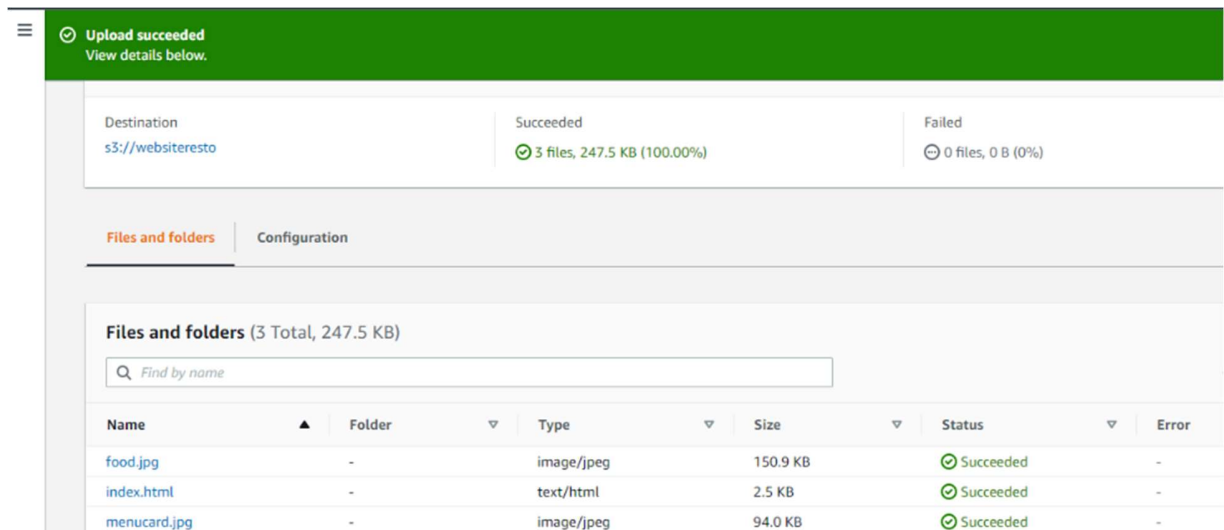 Upload succeeded
View details below.
Destination Succeeded Failed
s3://websiteresto 3 files, 247.5 KB (100.00%) 0 files, 0 B (0%)
Files and folders Configuration
Files and folders (3 Total, 247.5 KB)
Find by name
Name Folder Type Size Status Error
food.jpg - image/jpeg 150.9 KB Succeeded -
index.html - text/html 2.5 KB Succeeded -
menucard.jpg - image/jpeg 94.0 KB Succeeded -